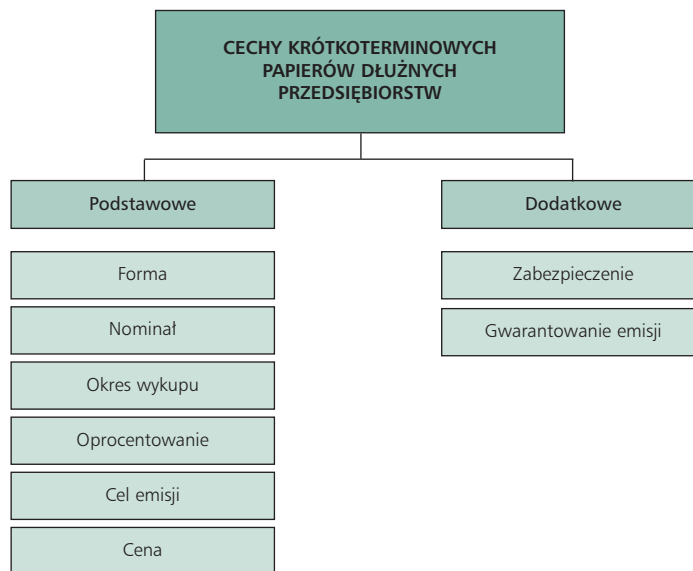 CECHY KRÓTKOTERMINOWYCH
PAPIERÓW DŁUŻNYCH
PRZEDSIĘBIORSTW
Podstawowe
Forma
Nominał
Okres wykupu
Oprocentowanie
Cel emisji
Cena
Dodatkowe
Zabezpieczenie
Gwarantowanie emisji